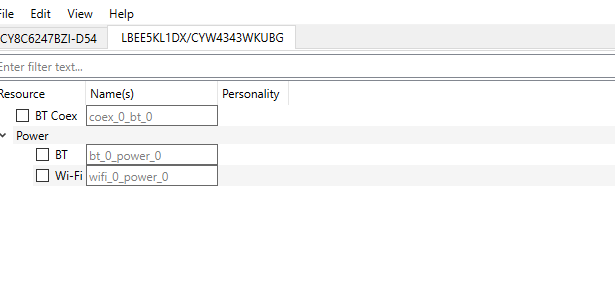 File Edit View Help
CY8C6247BZI-D54 LBEE5KL1DX/CYW4343WKUBG
Enter filter text...
Resource Name(s) Personality
BT Coex coex_0_bt_0
Power
BT bt_0_power_0
Wi-Fi wifi_0_power_0